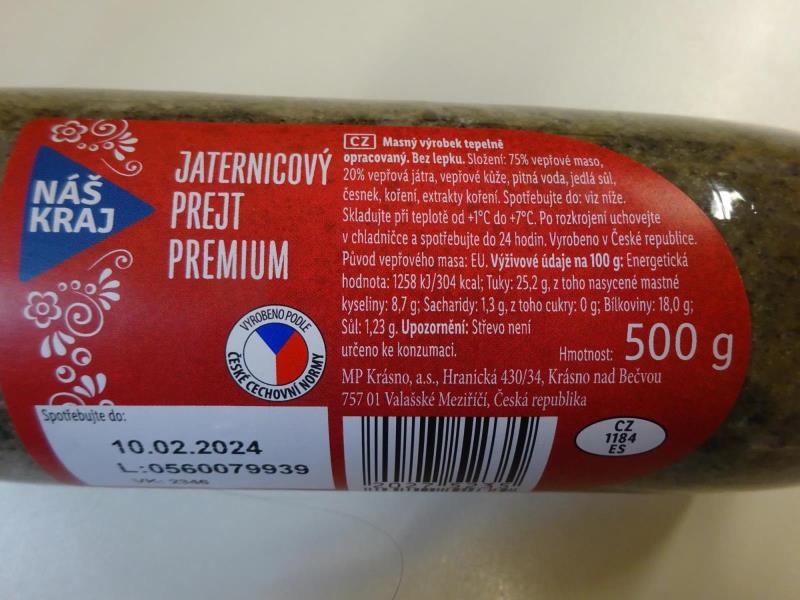 NÁŠ
KRAJ
JATERNICOVÝ
PREJT
PREMIUM
VYROBENO PODLE
ČESKÉ CECHOVNÍ NORMY
CZ Masný výrobek tepelně
opracovaný. Bez lepku. Složení: 75% vepřové maso,
20% vepřová játra, vepřové kůže, pitná voda, jedlá sůl,
česnek, koření, extrakty koření. Spotřebujte do: viz níže.
Skladujte při teplotě od +1°C do +7°C. Po rozkrojení uchovejte
v chladničce a spotřebujte do 24 hodin. Vyrobeno v České republice.
Původ vepřového masa: EU. Výživové údaje na 100 g: Energetická
hodnota: 1258 kJ/304 kcal; Tuky: 25,2 g, z toho nasycené mastné
kyseliny: 8,7 g; Sacharidy: 1,3 g, z toho cukry: 0 g; Bílkoviny: 18,0 g;
Sůl: 1,23 g. Upozornění: Střevo není
určeno ke konzumaci.
Hmotnost: 500 g
MP Krásno, a.s., Hranická 430/34, Krásno nad Bečvou
757 01 Valašské Meziříčí, Česká republika
Spotřebujte do:
10.02.2024
L:0560079939
VK: 2346
CZ
1184
ES